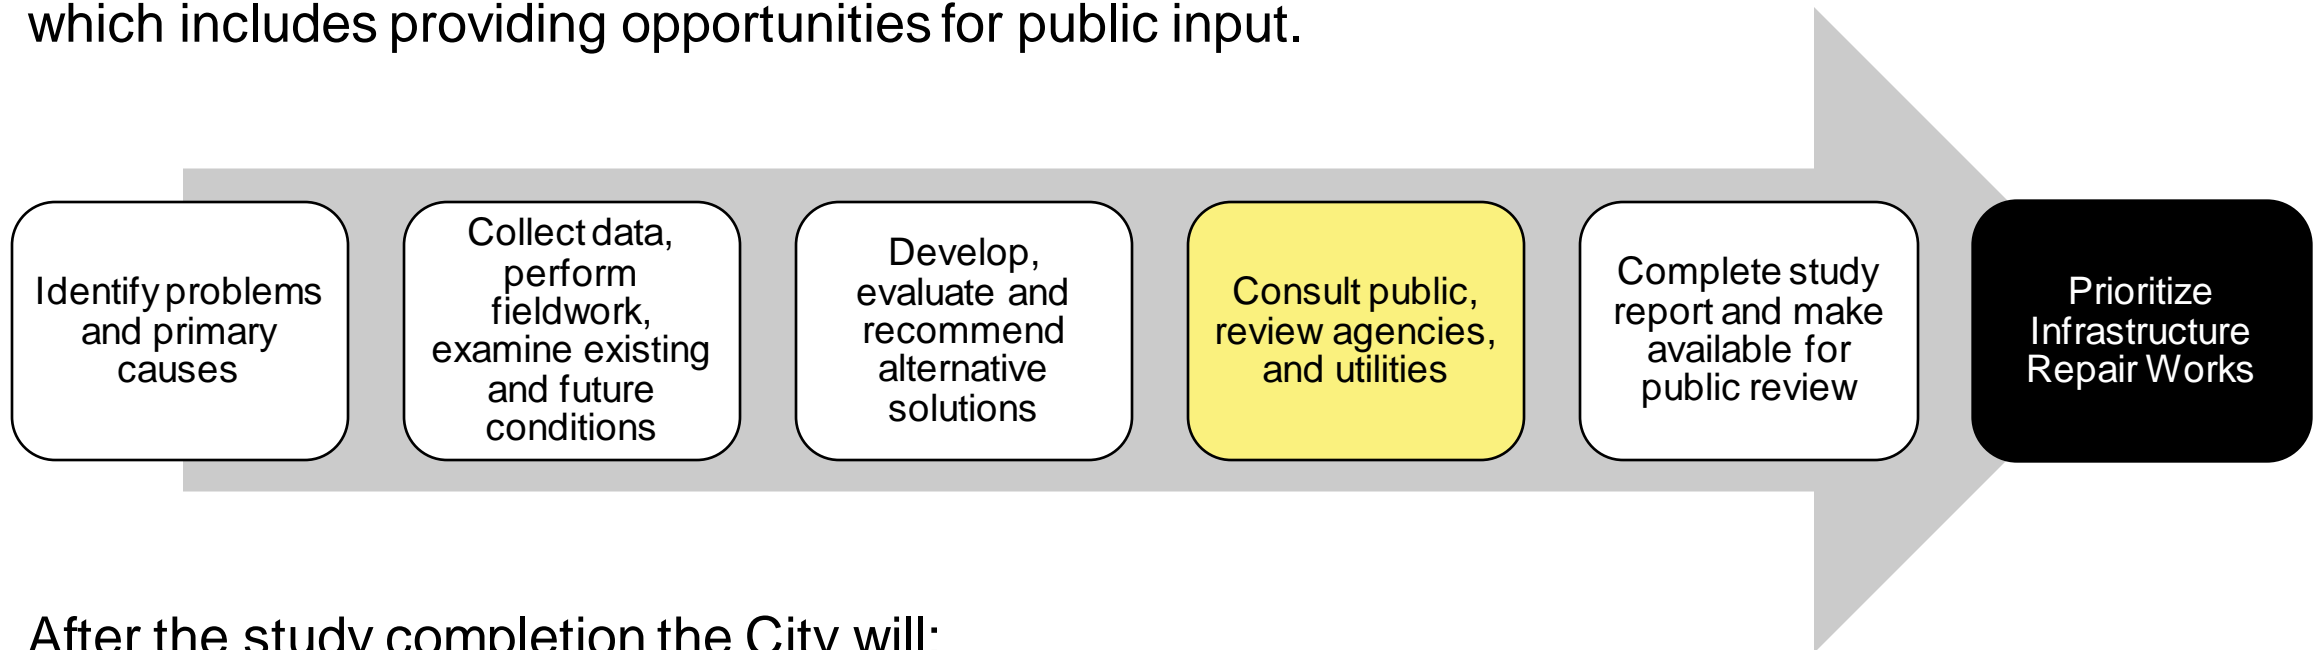 which includes providing opportunities for public input.
Identify problems
and primary
causes
Collect data,
perform
fieldwork,
examine existing
and future
conditions
Develop,
evaluate and
recommend
alternative
solutions
Consult public,
review agencies,
and utilities
Complete study
report and make
available for
public review
Prioritize
Infrastructure
Repair Works
After the study completion the City will: